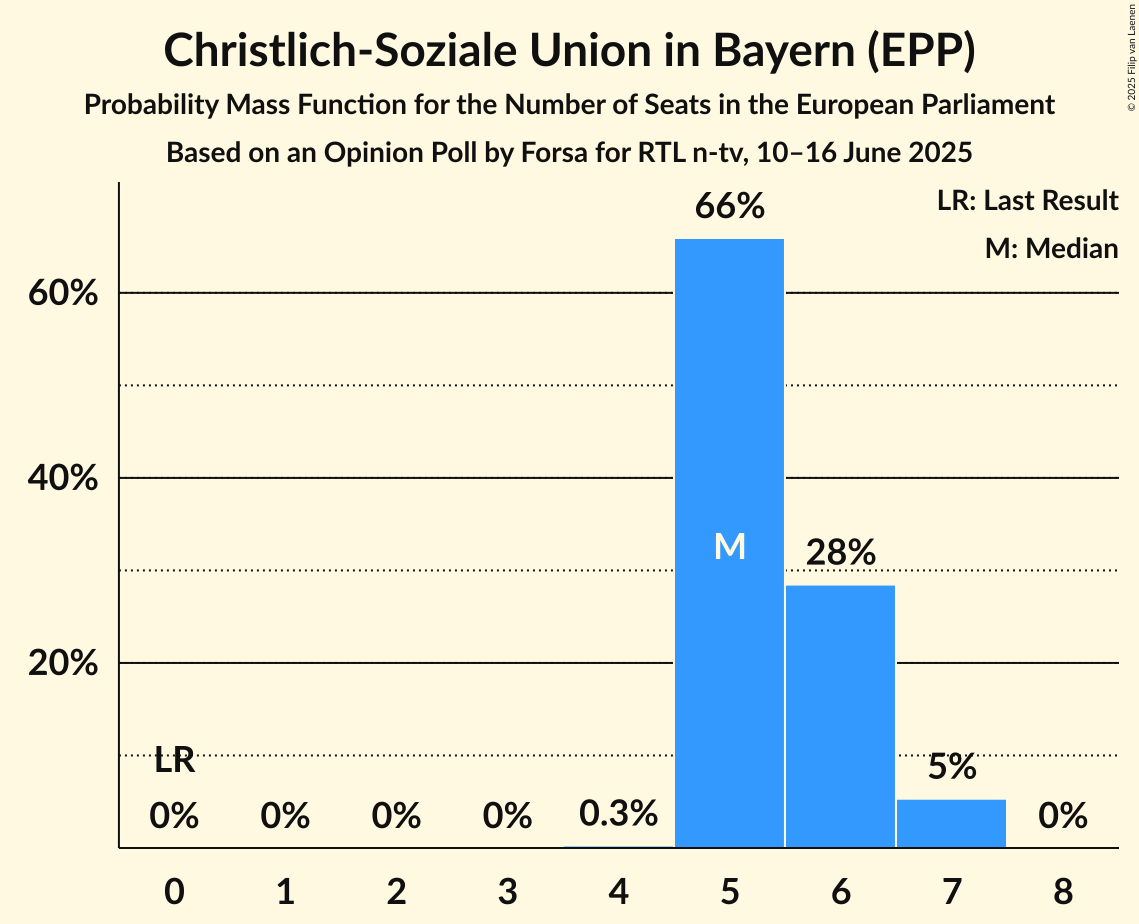 Christlich-Soziale Union in Bayern (EPP)
Probability Mass Function for the Number of Seats in the European Parliament
Based on an Opinion Poll by Forsa for RTL n-tv, 10–16 June 2025
© 2025 Filip van Laenen
LR: Last Result
M: Median
66%
60%
40%
M
28%
20%
LR
5%
0% 0% 0% 0% 0.3% 0%
0 1 2 3 4 5 6 7 8